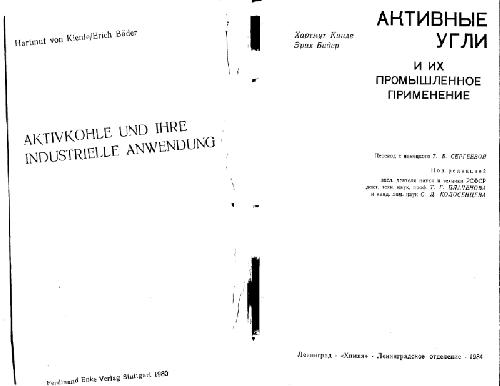 Hartmut von Kienle/Erich Bäder
AKTIVKOHLE UND IHRE
INDUSTRIELLE ANWENDUNG
Ferdinand Enke Verlag Stuttgart 1980
АКТИВНЫЕ
УГЛИ
Хартмут Кинле
Эрих Бадер
И ИХ
ПРОМЫШЛЕННОЕ
ПРИМЕНЕНИЕ
Перевод с немецкого Т. Б. СЕРГЕЕВОЙ
Под редакцией
засл. деятеля науки и техники РСФСР
докт. техн. наук, проф. Т. Г. ПЛАЧЕНОВА
и канд. хим. наук С. Д. КОЛОСЕНЦЕВА
Ленинград · «Химия» · Ленинградское отделение · 1984